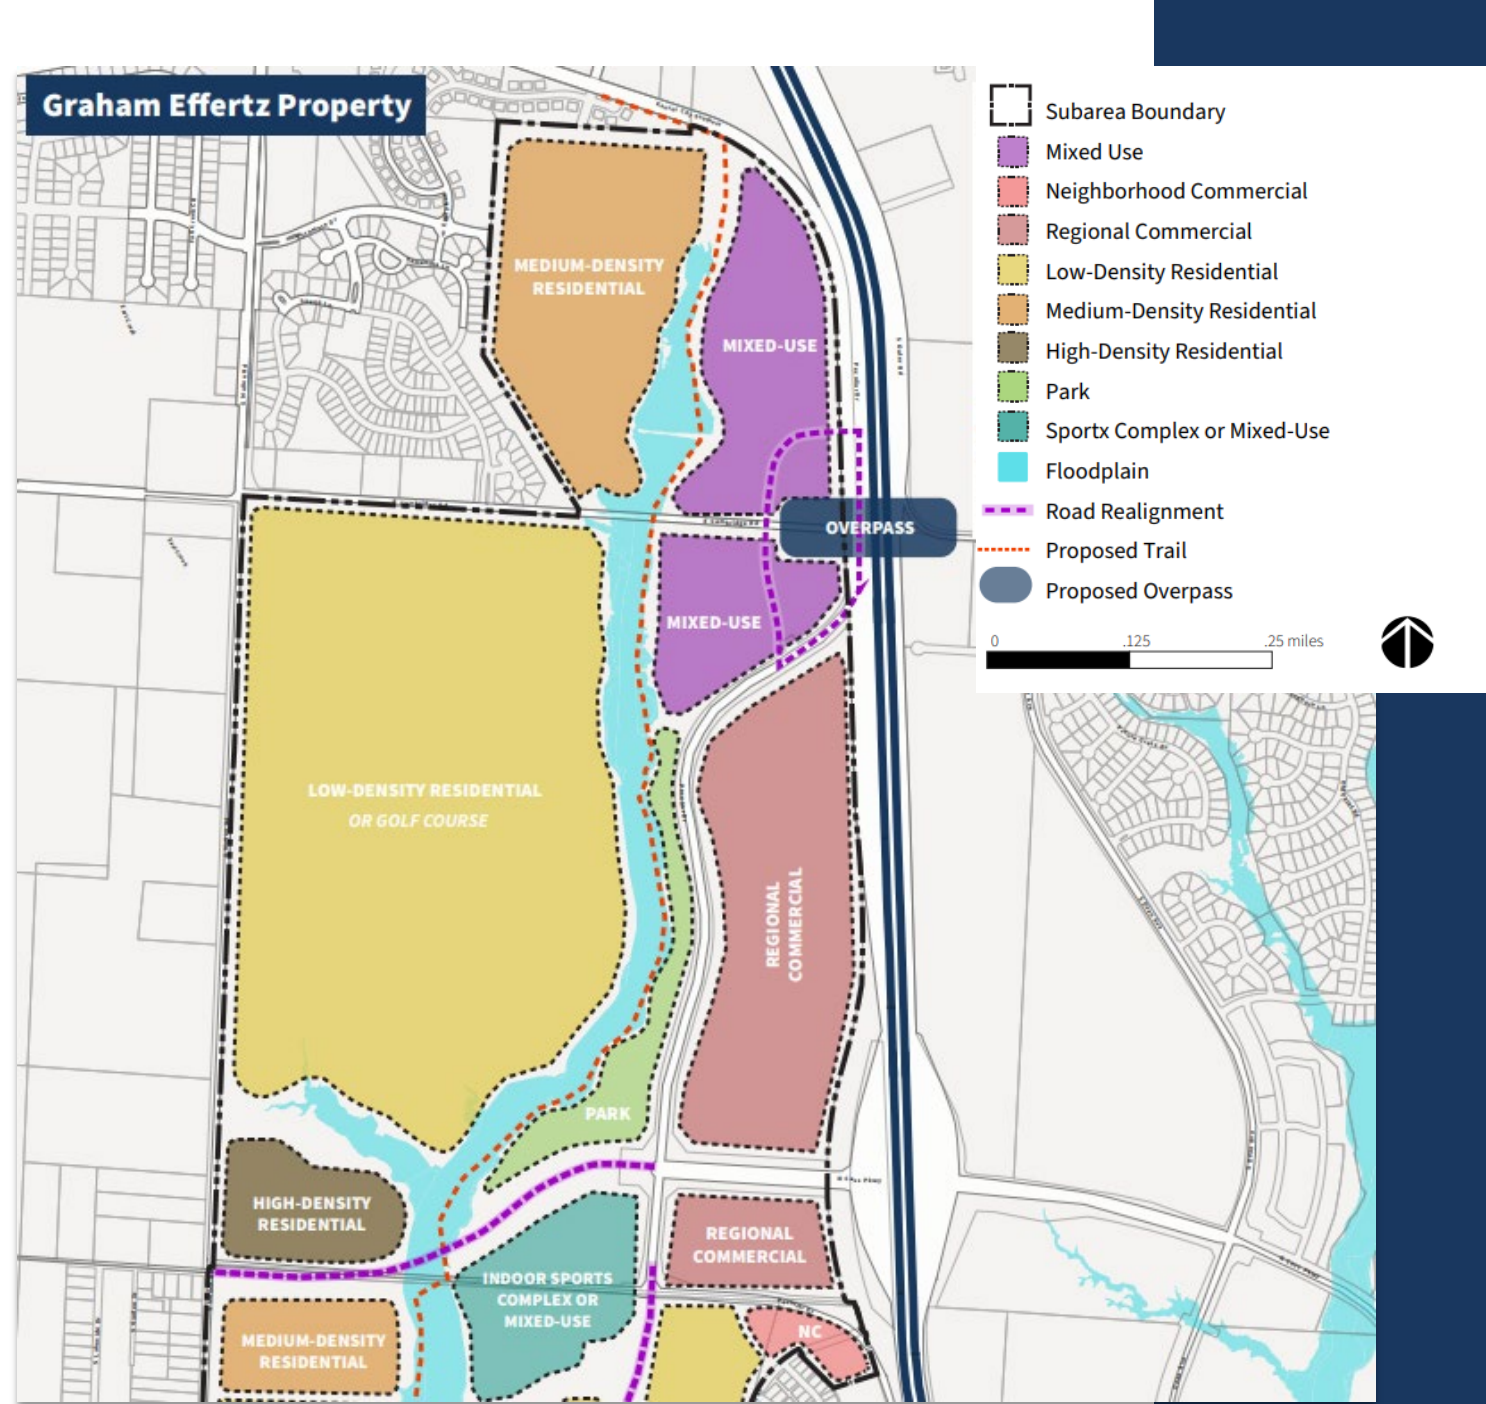 Graham Effertz Property
Subarea Boundary
Mixed Use
Neighborhood Commercial
Regional Commercial
Low-Density Residential
Medium-Density Residential
High-Density Residential
Park
Sportx Complex or Mixed-Use
Floodplain
Road Realignment
Proposed Trail
Proposed Overpass
0 .125 .25 miles
MEDIUM-DENSITY
RESIDENTIAL
MIXED-USE
OVERPASS
MIXED-USE
LOW-DENSITY RESIDENTIAL
OR GOLF COURSE
REGIONAL
COMMERCIAL
PARK
HIGH-DENSITY
RESIDENTIAL
REGIONAL
COMMERCIAL
INDOOR SPORTS
COMPLEX OR
MIXED-USE
NC
MEDIUM-DENSITY
RESIDENTIAL